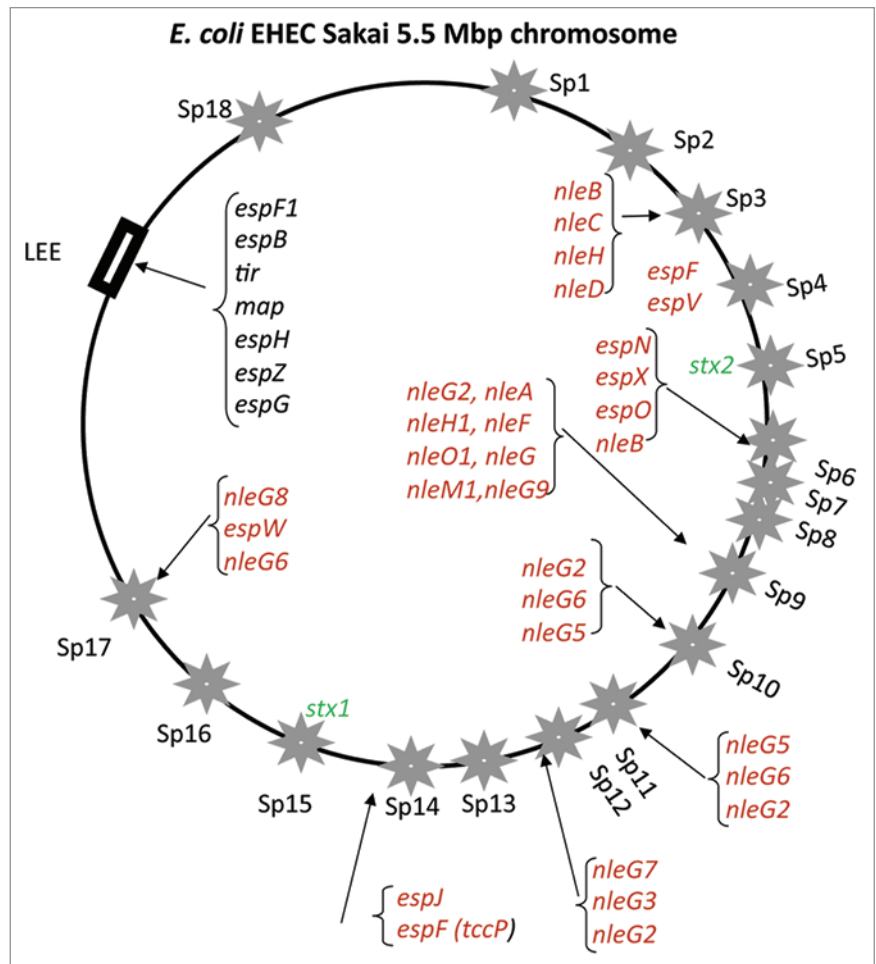 E. coli EHEC Sakai 5.5 Mbp chromosome
Sp1
Sp18
Sp2
nleB
nleC
nleH
nleD
Sp3
espF1
espB
tir
map
espH
espZ
espG
LEE
espF
espV
Sp4
espN
espX
espO
nleB
stx2
Sp5
nleG2, nleA
nleH1, nleF
nleO1, nleG
nleM1,nleG9
Sp6
Sp7
Sp8
nleG8
espW
nleG6
nleG2
nleG6
nleG5
Sp9
Sp17
Sp10
stx1
Sp16
nleG5
nleG6
nleG2
Sp11
Sp12
Sp15
Sp14
Sp13
espJ
espF (tccP)
nleG7
nleG3
nleG2